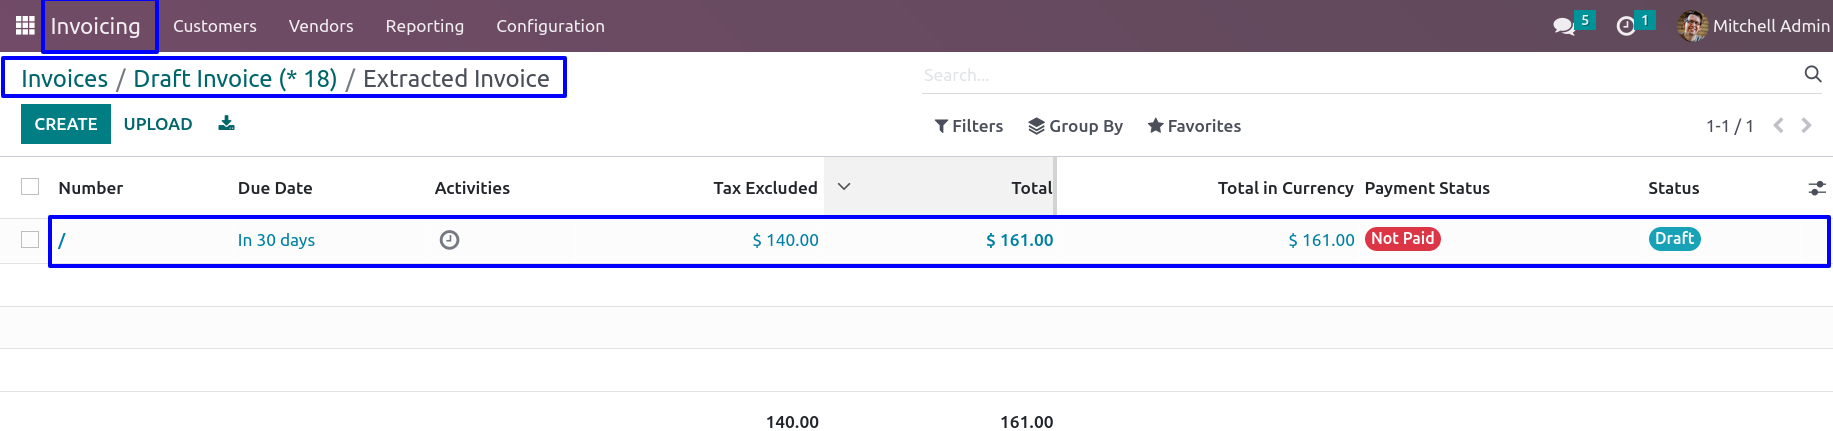 Invoicing Customers Vendors Reporting Configuration 5 1 Mitchell Admin
Invoices / Draft Invoice (* 18) / Extracted Invoice
Search...
CREATE UPLOAD
Filters Group By Favorites 1-1 / 1
Number Due Date Activities Tax Excluded Total Total in Currency Payment Status Status
/ In 30 days $ 140.00 $ 161.00 $ 161.00 Not Paid Draft
140.00 161.00